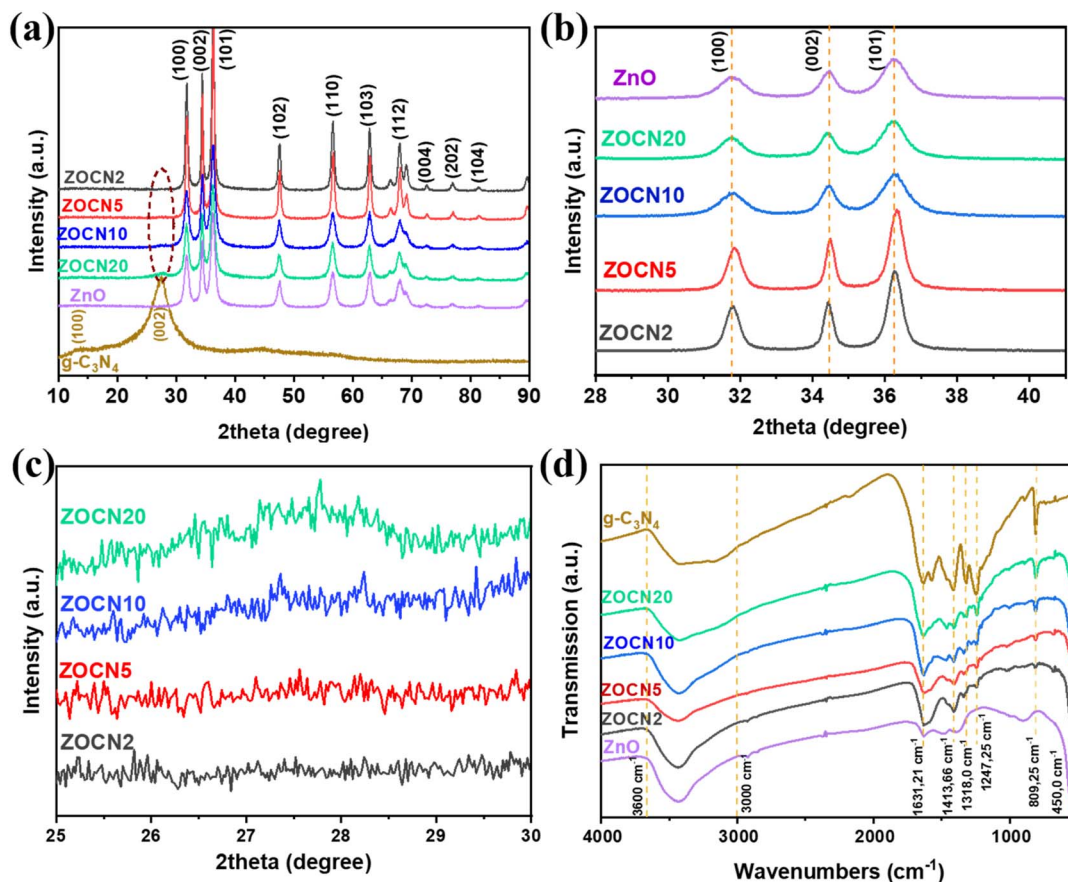 (a)
(100)
(002)
(101)
(102)
(110)
(103)
(112)
(004)
(202)
(104)
ZOCN2
ZOCN5
ZOCN10
ZOCN20
ZnO
(100)
(002)
g-C₃N₄
Intensity (a.u.)
10 20 30 40 50 60 70 80 90
2theta (degree)
(b)
(100)
(002)
(101)
ZnO
ZOCN20
ZOCN10
ZOCN5
ZOCN2
Intensity (a.u.)
28 30 32 34 36 38 40
2theta (degree)
(c)
ZOCN20
ZOCN10
ZOCN5
ZOCN2
Intensity (a.u.)
25 26 27 28 29 30
2theta (degree)
(d)
g-C₃N₄
ZOCN20
ZOCN10
ZOCN5
ZOCN2
ZnO
3600 cm⁻¹
3000 cm⁻¹
1631,21 cm⁻¹
1413,66 cm⁻¹
1318,0 cm⁻¹
1247,25 cm⁻¹
809,25 cm⁻¹
450,0 cm⁻¹
Transmission (a.u.)
4000 3000 2000 1000
Wavenumbers (cm⁻¹)